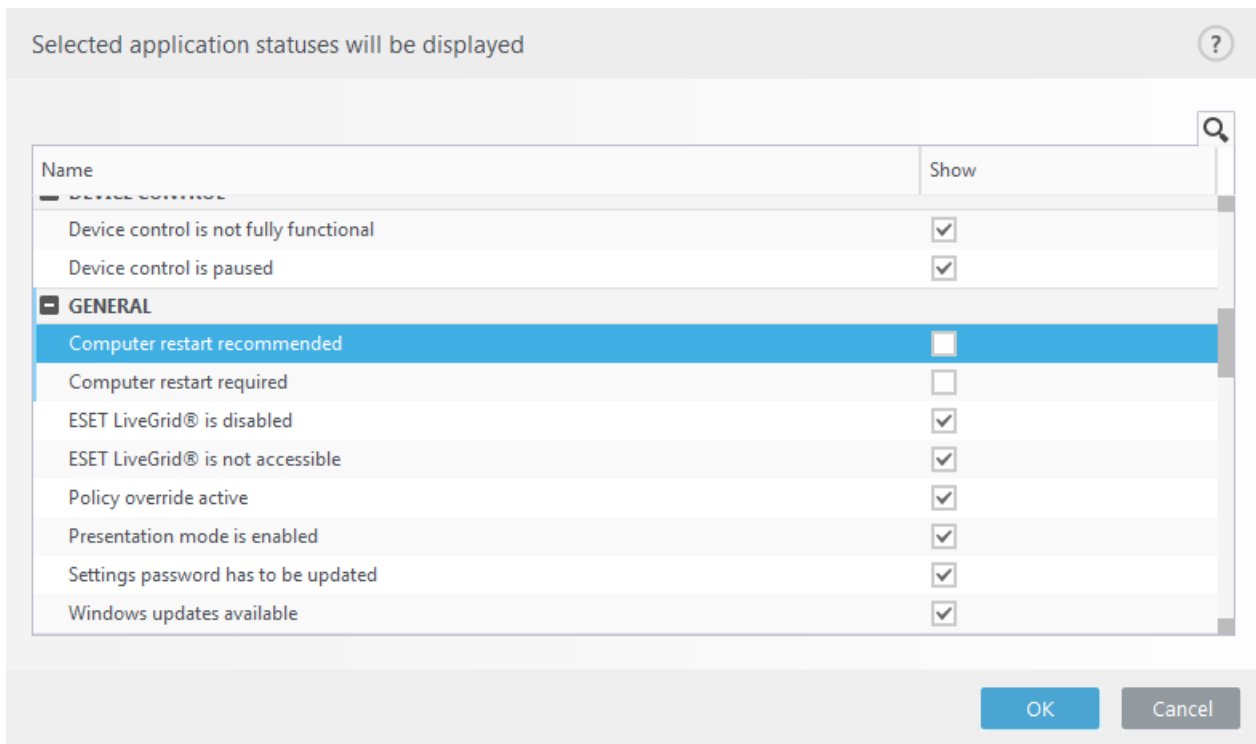 Selected application statuses will be displayed ?
Name Show
DEVICE CONTROL
Device control is not fully functional
Device control is paused
GENERAL
Computer restart recommended
Computer restart required
ESET LiveGrid® is disabled
ESET LiveGrid® is not accessible
Policy override active
Presentation mode is enabled
Settings password has to be updated
Windows updates available
OK Cancel